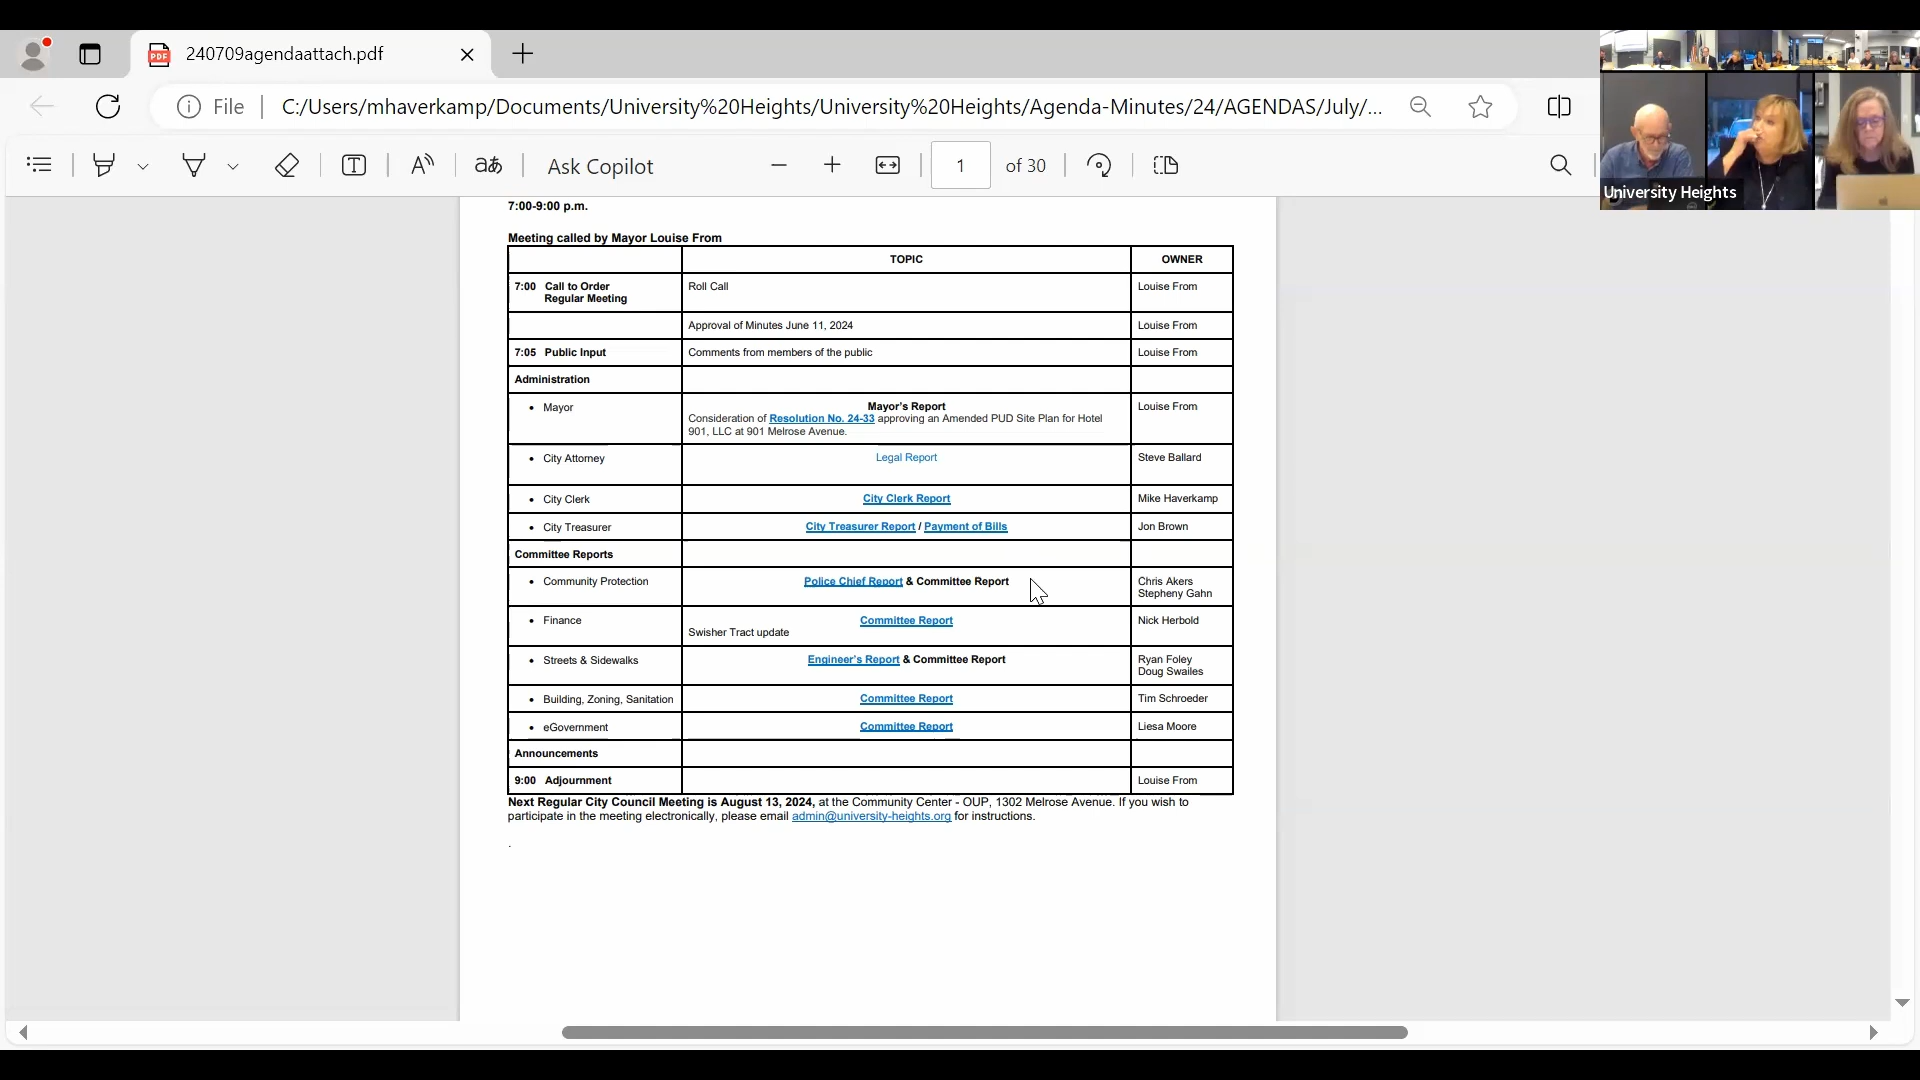 240709agendaattach.pdf
File
C:/Users/mhaverkamp/Documents/University%20Heights/University%20Heights/Agenda-Minutes/24/AGENDAS/July/...
Ask Copilot
1
of 30
University Heights
7:00-9:00 p.m.
Meeting called by Mayor Louise From
TOPIC OWNER
7:00 Call to Order Roll Call Louise From
Regular Meeting
Approval of Minutes June 11, 2024 Louise From
7:05 Public Input Comments from members of the public Louise From
Administration
• Mayor Mayor's Report Louise From
Consideration of Resolution No. 24-33 approving an Amended PUD Site Plan for Hotel
901, LLC at 901 Melrose Avenue.
• City Attorney Legal Report Steve Ballard
• City Clerk City Clerk Report Mike Haverkamp
• City Treasurer City Treasurer Report / Payment of Bills Jon Brown
Committee Reports
• Community Protection Police Chief Report & Committee Report Chris Akers
Stepheny Gahn
• Finance Committee Report Nick Herbold
Swisher Tract update
• Streets & Sidewalks Engineer's Report & Committee Report Ryan Foley
Doug Swailes
• Building, Zoning, Sanitation Committee Report Tim Schroeder
• eGovernment Committee Report Liesa Moore
Announcements
9:00 Adjournment Louise From
Next Regular City Council Meeting is August 13, 2024, at the Community Center - OUP, 1302 Melrose Avenue. If you wish to
participate in the meeting electronically, please email admin@university-heights.org for instructions.
.